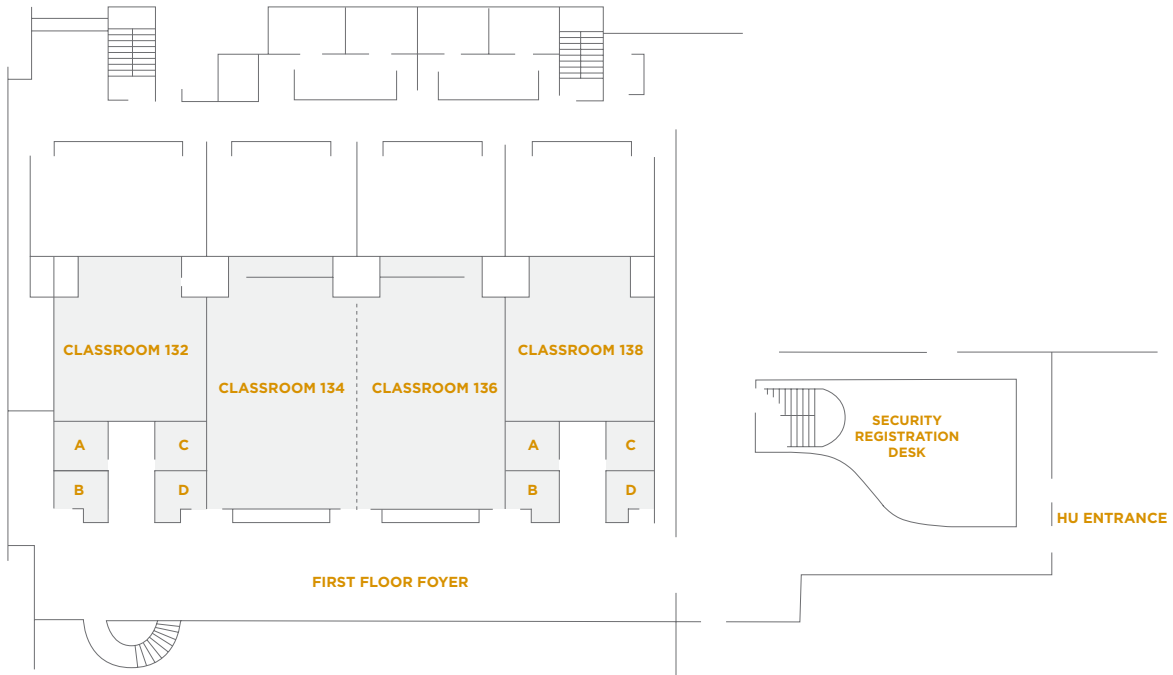 CLASSROOM 132
CLASSROOM 138
CLASSROOM 134
CLASSROOM 136
SECURITY
REGISTRATION
DESK
A
C
A
C
B
D
B
D
HU ENTRANCE
FIRST FLOOR FOYER